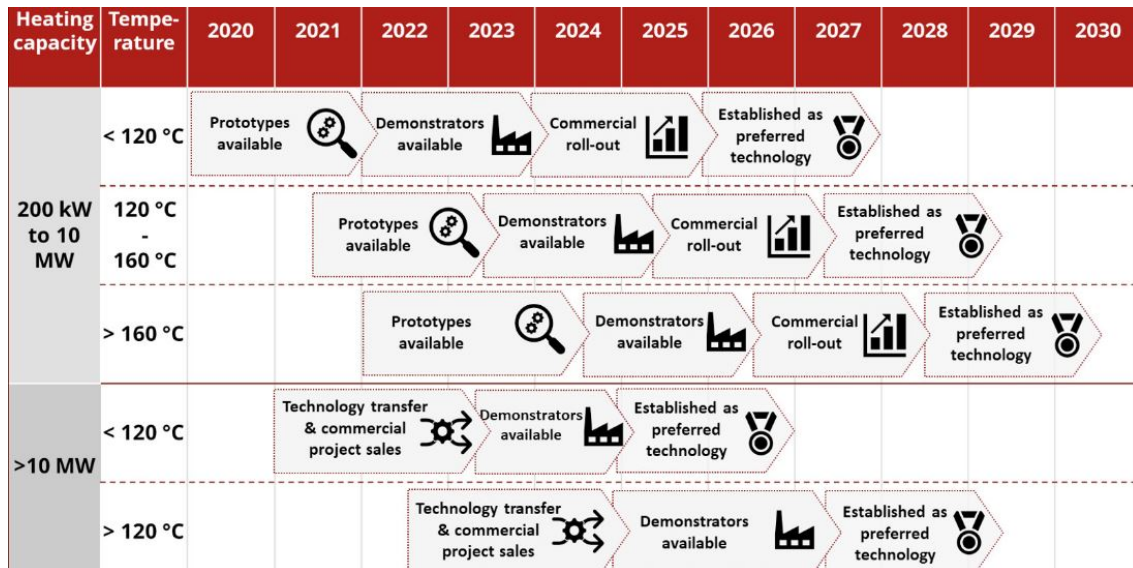 Heating
capacity
Tempe-
rature
2020
2021
2022
2023
2024
2025
2026
2027
2028
2029
2030
200 kW
to 10
MW
< 120 °C
Prototypes
available
Demonstrators
available
Commercial
roll-out
Established as
preferred
technology
120 °C
-
160 °C
Prototypes
available
Demonstrators
available
Commercial
roll-out
Established as
preferred
technology
> 160 °C
Prototypes
available
Demonstrators
available
Commercial
roll-out
Established as
preferred
technology
>10 MW
< 120 °C
Technology transfer
& commercial
project sales
Demonstrators
available
Established as
preferred
technology
> 120 °C
Technology transfer
& commercial
project sales
Demonstrators
available
Established as
preferred
technology